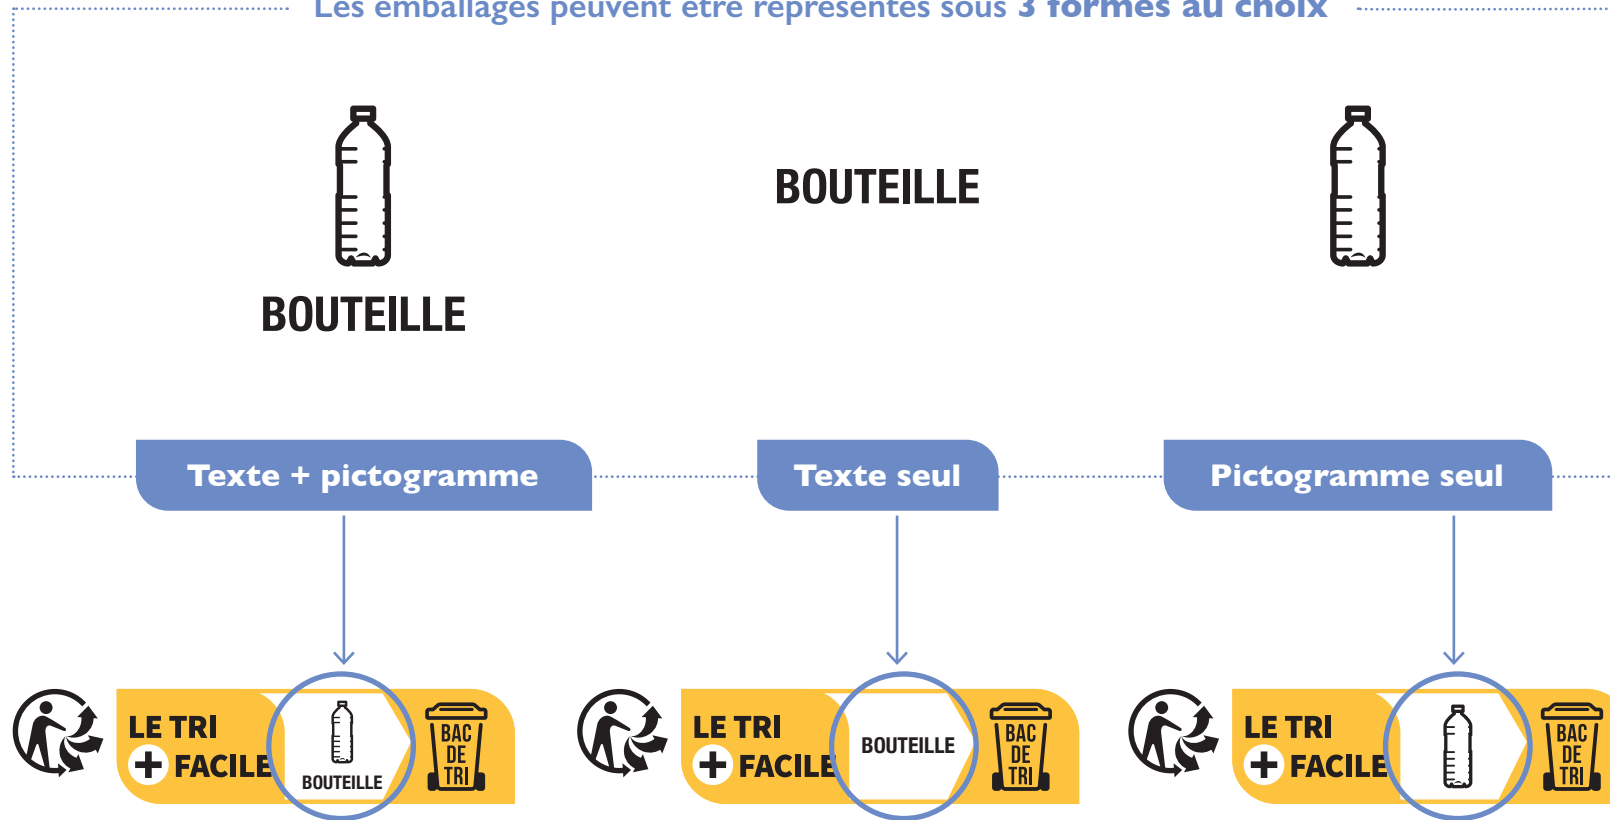 Les emballages peuvent être représentés sous 3 formes au choix
BOUTEILLE
BOUTEILLE
Texte + pictogramme
Texte seul
Pictogramme seul
LE TRI
+ FACILE
BOUTEILLE
BAC
DE
TRI
LE TRI
+ FACILE
BOUTEILLE
BAC
DE
TRI
LE TRI
+ FACILE
BAC
DE
TRI